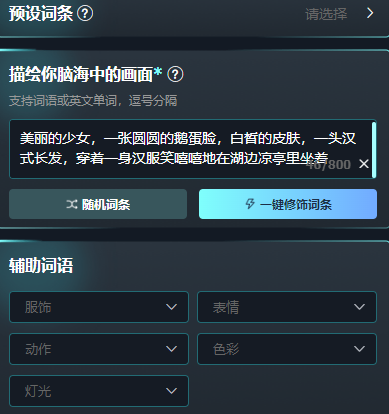 预设词条?
请选择
描绘你脑海中的画面*?
支持词语或英文单词，逗号分隔
美丽的少女，一张圆圆的鹅蛋脸，白皙的皮肤，一头汉
式长发，穿着一身汉服笑嘻嘻地在湖边凉亭里坐着
/800
随机词条
一键修饰词条
辅助词语
服饰
表情
动作
色彩
灯光